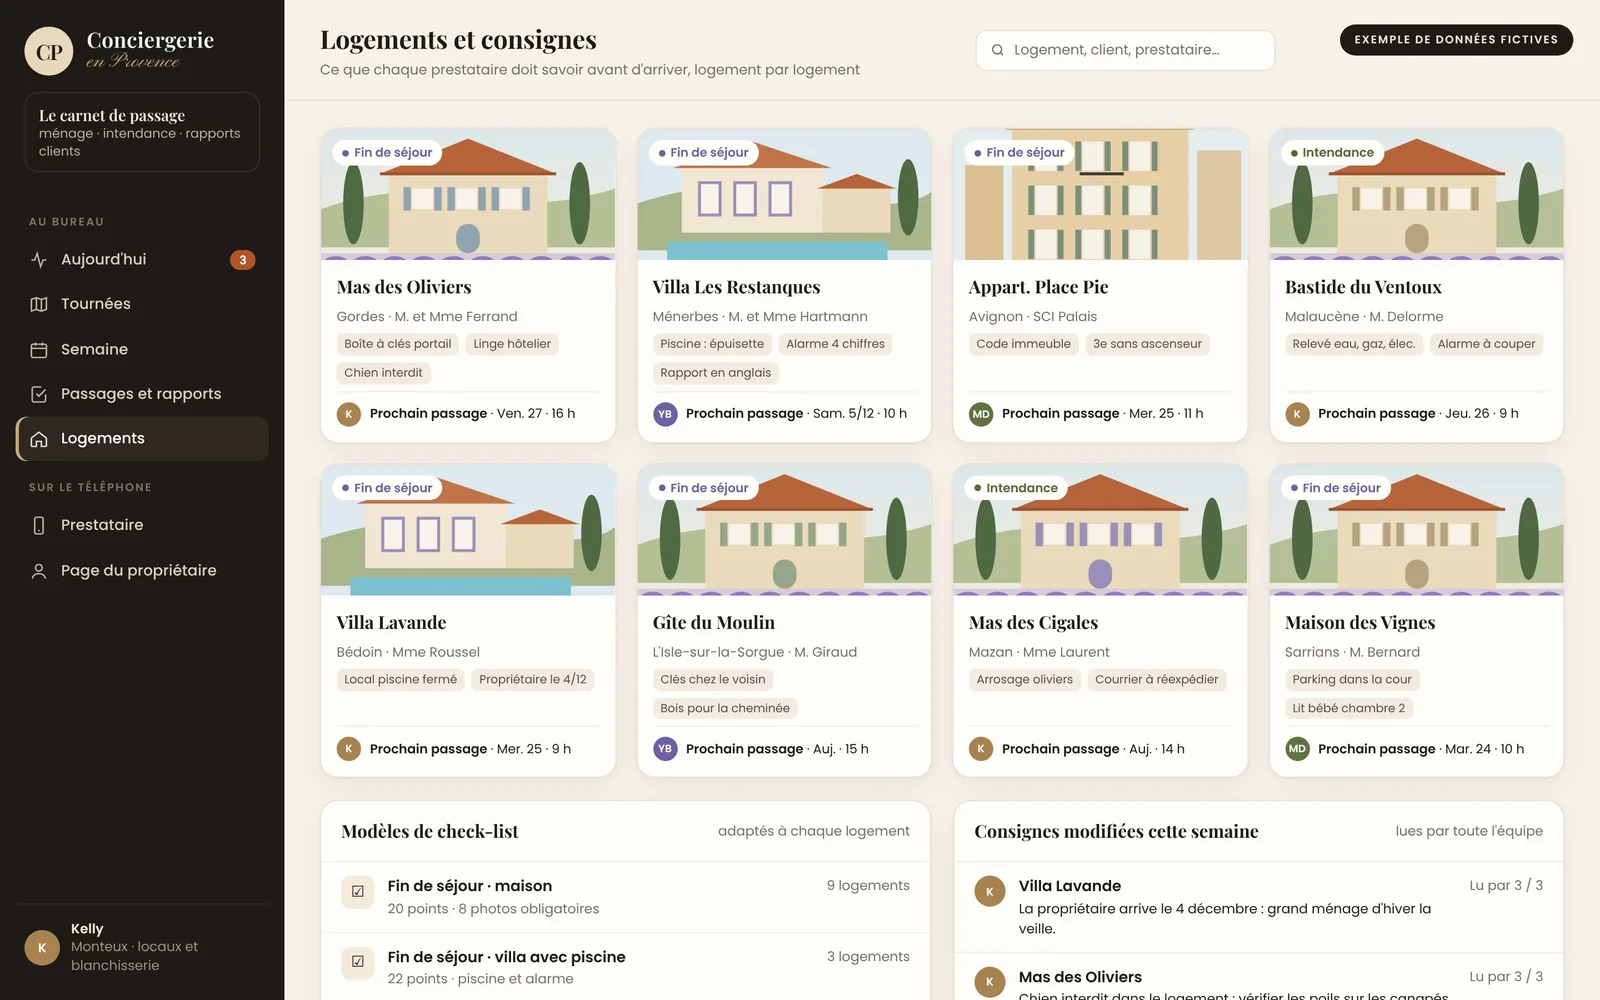 CP
Conciergerie
en Provence
Le carnet de passage
ménage · intendance · rapports
clients
AU BUREAU
Aujourd'hui
3
Tournées
Semaine
Passages et rapports
Logements
SUR LE TÉLÉPHONE
Prestataire
Page du propriétaire
K
Kelly
Monteux · locaux et
blanchisserie
Logements et consignes
Ce que chaque prestataire doit savoir avant d'arriver, logement par logement
Logement, client, prestataire...
EXEMPLE DE DONNÉES FICTIVES
Fin de séjour
Mas des Oliviers
Gordes · M. et Mme Ferrand
Boîte à clés portail
Linge hôtelier
Chien interdit
K
Prochain passage · Ven. 27 · 16 h
Fin de séjour
Villa Les Restanques
Ménerbes · M. et Mme Hartmann
Piscine : épuisette
Alarme 4 chiffres
Rapport en anglais
YB
Prochain passage · Sam. 5/12 · 10 h
Fin de séjour
Appart. Place Pie
Avignon · SCI Palais
Code immeuble
3e sans ascenseur
MD
Prochain passage · Mer. 25 · 11 h
Intendance
Bastide du Ventoux
Malaucène · M. Delorme
Relevé eau, gaz, élec.
Alarme à couper
K
Prochain passage · Jeu. 26 · 9 h
Fin de séjour
Villa Lavande
Bédoin · Mme Roussel
Local piscine fermé
Propriétaire le 4/12
K
Prochain passage · Mer. 25 · 9 h
Fin de séjour
Gîte du Moulin
L'Isle-sur-la-Sorgue · M. Giraud
Clés chez le voisin
Bois pour la cheminée
YB
Prochain passage · Auj. · 15 h
Intendance
Mas des Cigales
Mazan · Mme Laurent
Arrosage oliviers
Courrier à réexpédier
K
Prochain passage · Auj. · 14 h
Fin de séjour
Maison des Vignes
Sarrians · M. Bernard
Parking dans la cour
Lit bébé chambre 2
MD
Prochain passage · Mar. 24 · 10 h
Modèles de check-list
adaptés à chaque logement
Fin de séjour · maison
9 logements
20 points · 8 photos obligatoires
Fin de séjour · villa avec piscine
3 logements
22 points · piscine et alarme
Consignes modifiées cette semaine
lues par toute l'équipe
K
Villa Lavande
Lu par 3 / 3
La propriétaire arrive le 4 décembre : grand ménage d'hiver la
veille.
K
Mas des Oliviers
Lu par 3 / 3
Chien interdit dans le logement : vérifier les poils sur les canapés